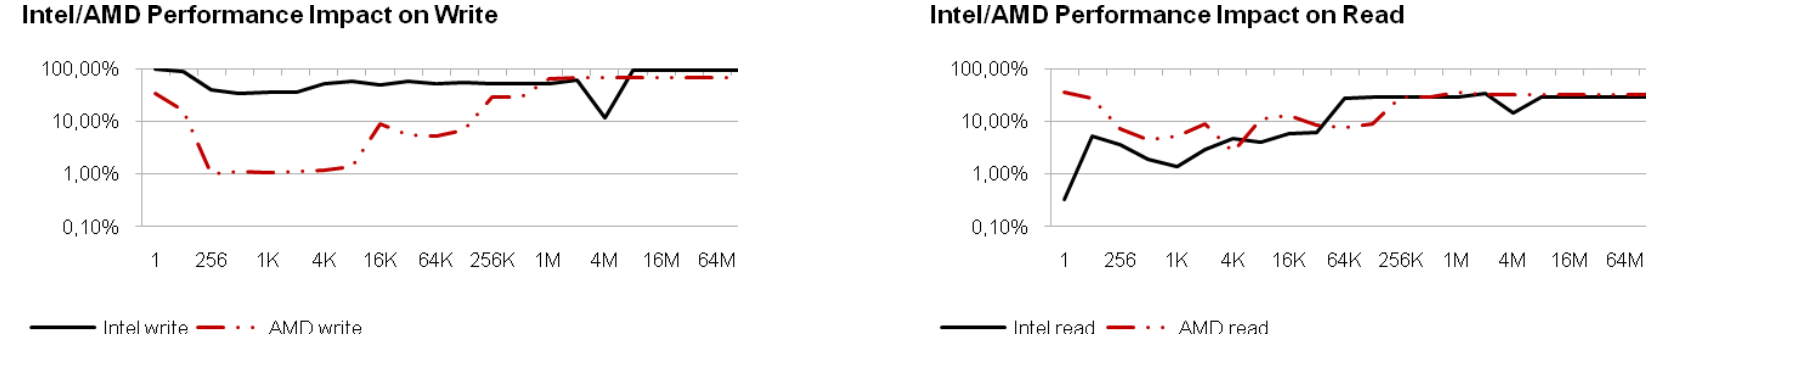 Intel/AMD Performance Impact on Write
100,00%
10,00%
1,00%
0,10%
1 256 1K 4K 16K 64K 256K 1M 4M 16M 64M
Intel write AMD write
Intel/AMD Performance Impact on Read
100,00%
10,00%
1,00%
0,10%
1 256 1K 4K 16K 64K 256K 1M 4M 16M 64M
Intel read AMD read